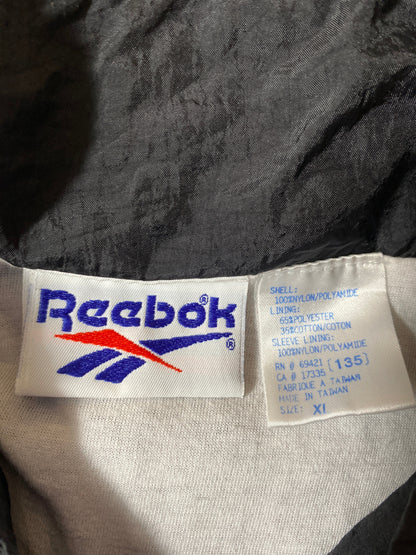 Reebok®
®
SHELL:
100%NYLON/POLYAMIDE
LINING:
65%POLYESTER
35%COTTON/COTON
SLEEVE LINING:
100%NYLON/POLYAMIDE
RN # 69421 [135]
CA # 17335
FABRIQUE A TAIWAN
MADE IN TAIWAN
SIZE: XL